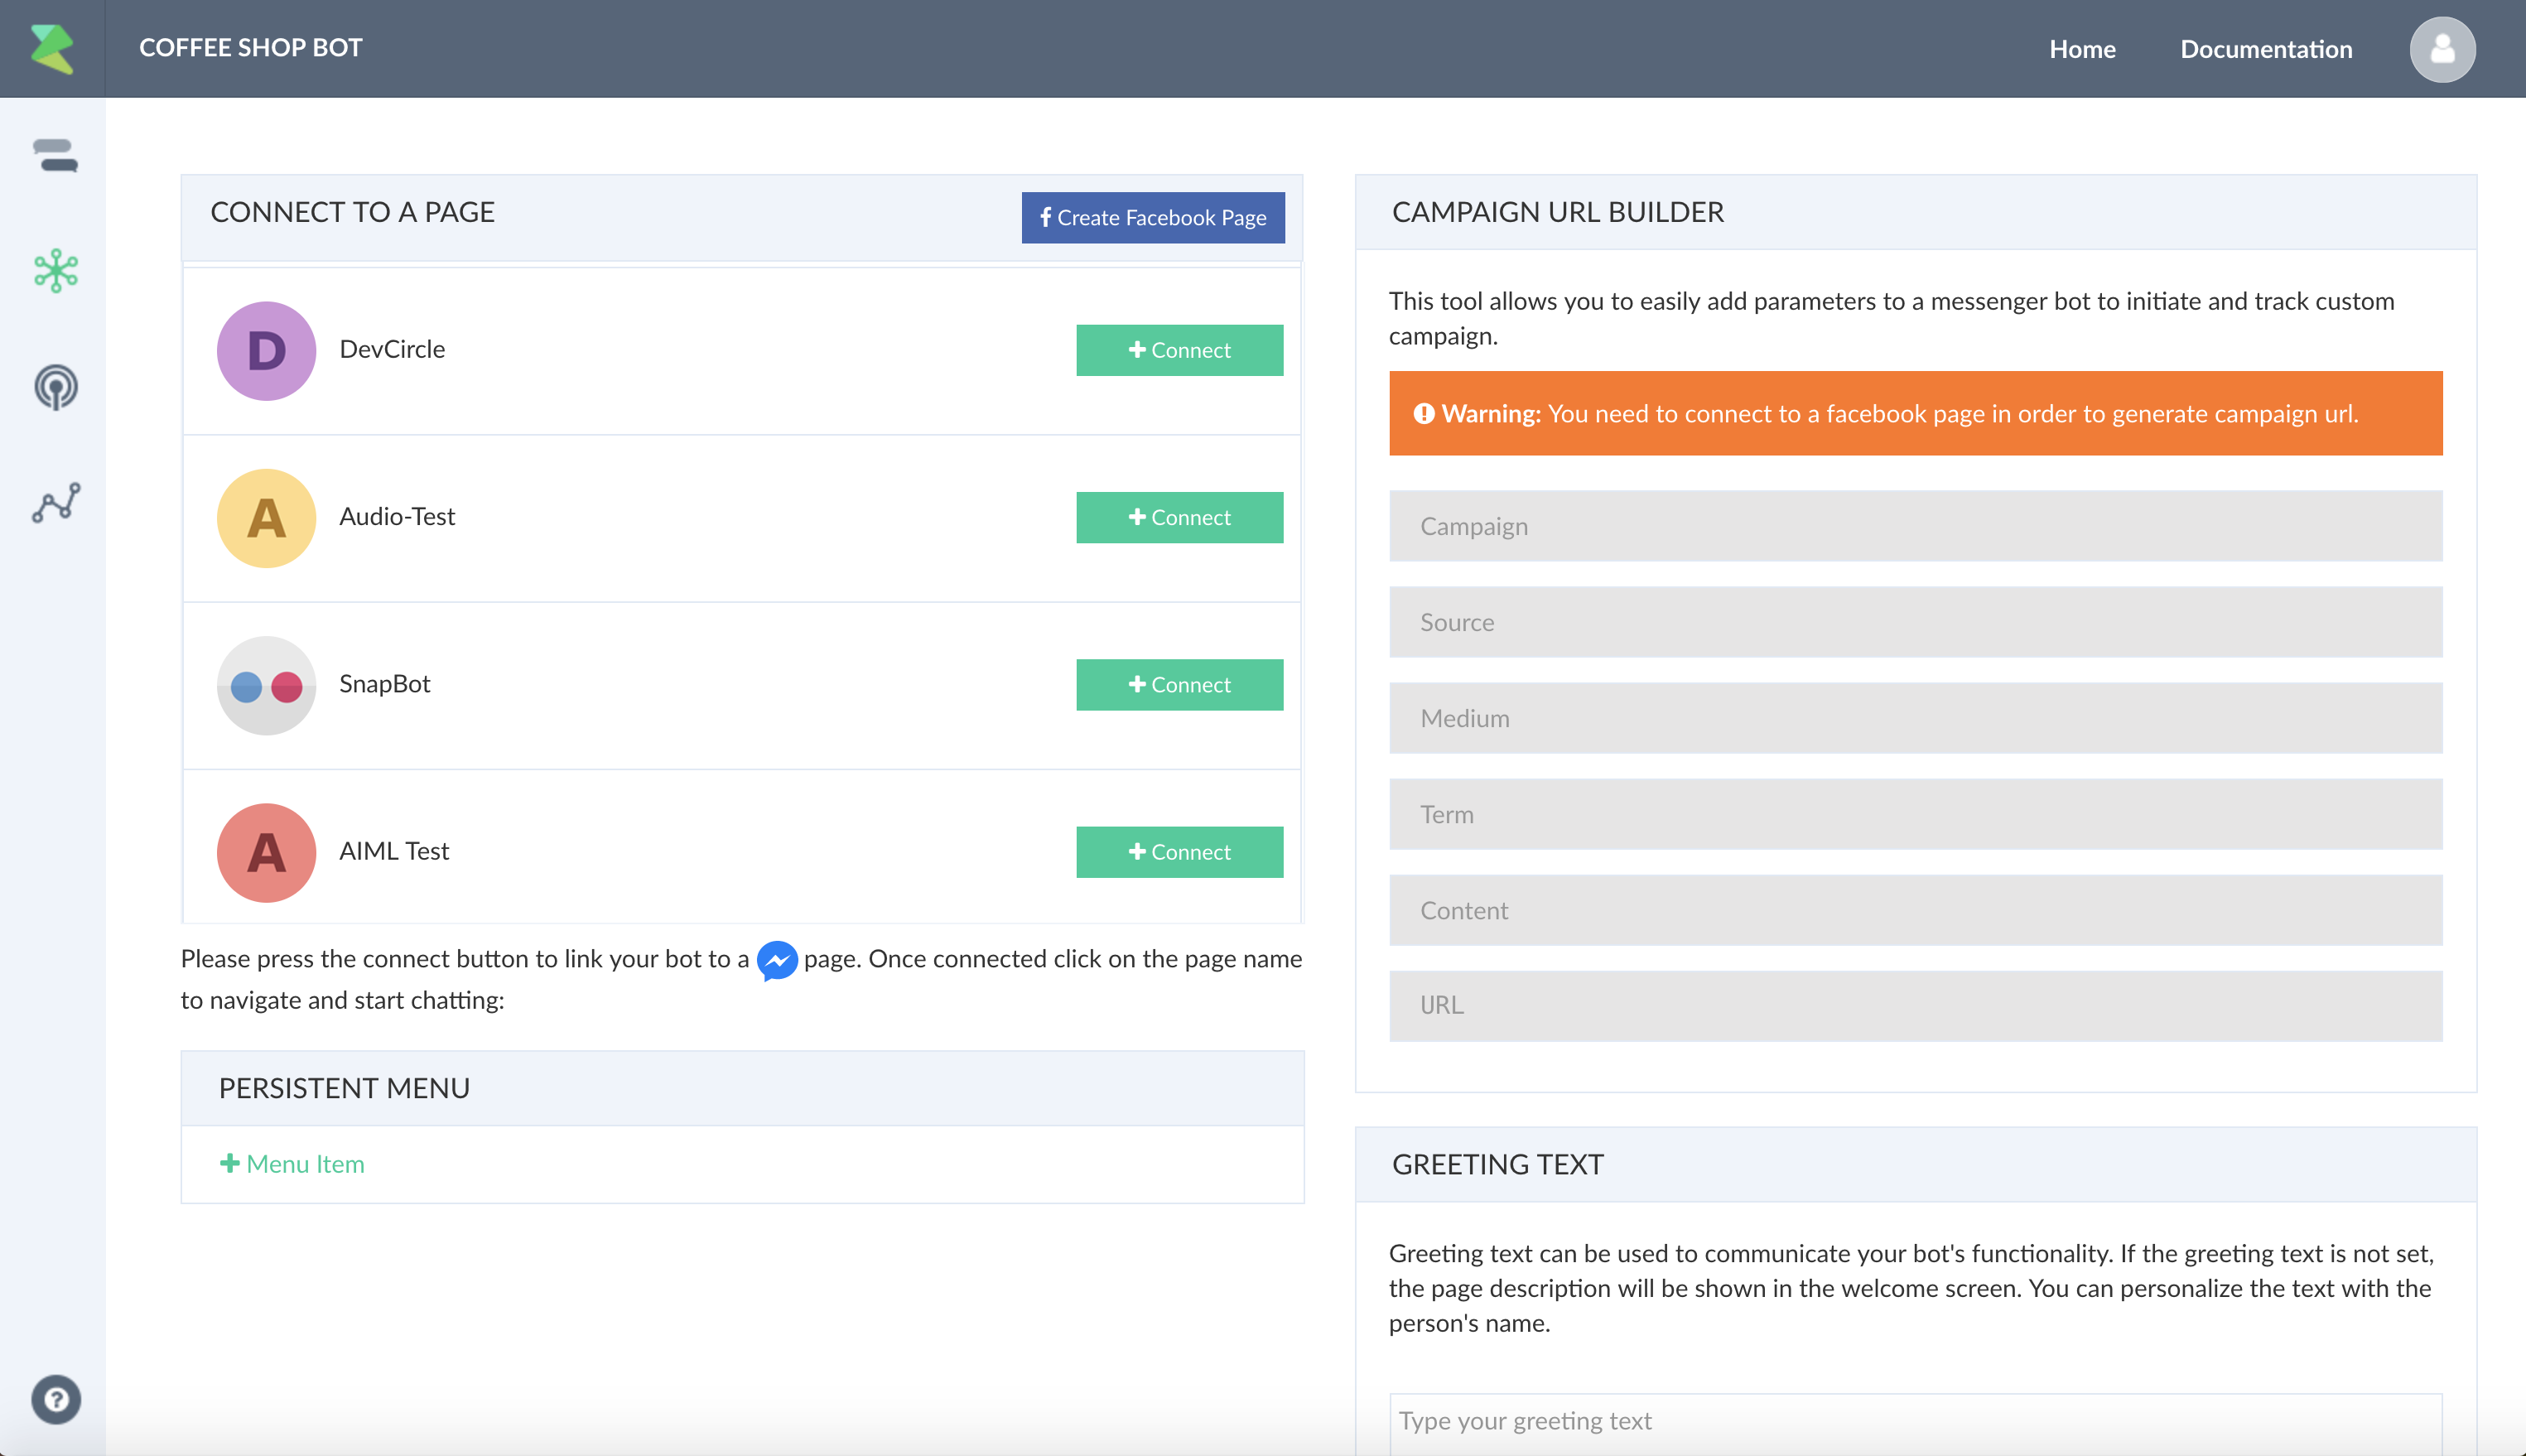 COFFEE SHOP BOT
Home
Documentation
CONNECT TO A PAGE
Create Facebook Page
D
DevCircle
Connect
A
Audio-Test
Connect
SnapBot
Connect
A
AIML Test
Connect
Please press the connect button to link your bot to a page. Once connected click on the page name
to navigate and start chatting:
PERSISTENT MENU
Menu Item
CAMPAIGN URL BUILDER
This tool allows you to easily add parameters to a messenger bot to initiate and track custom
campaign.
Warning: You need to connect to a facebook page in order to generate campaign url.
Campaign
Source
Medium
Term
Content
URL
GREETING TEXT
Greeting text can be used to communicate your bot's functionality. If the greeting text is not set,
the page description will be shown in the welcome screen. You can personalize the text with the
person's name.
Type your greeting text